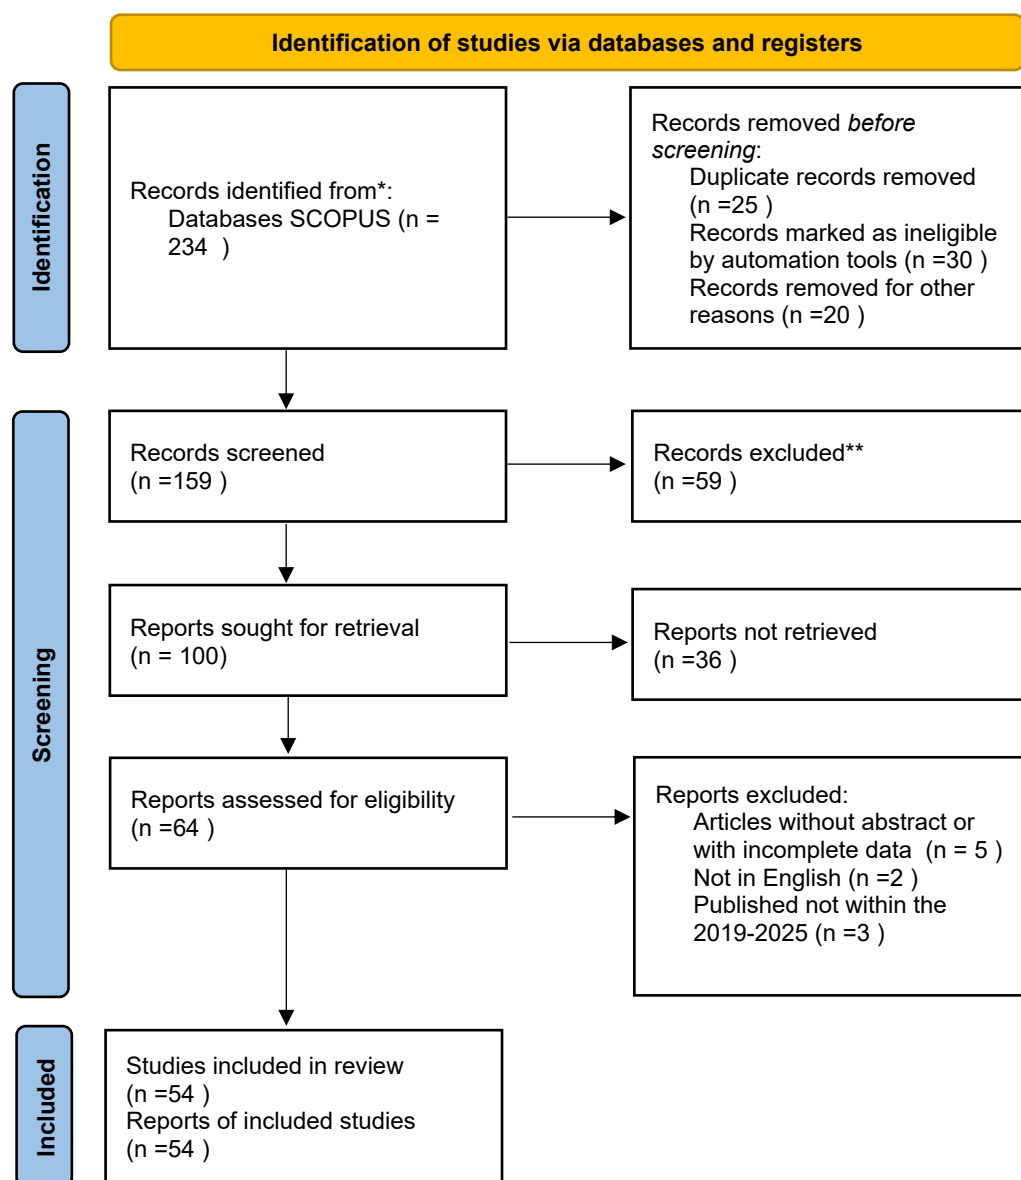 Identification of studies via databases and registers
Identification
Records identified from*:
Databases SCOPUS (n =
234  )
Records removed before
screening:
Duplicate records removed
(n =25 )
Records marked as ineligible
by automation tools (n =30 )
Records removed for other
reasons (n =20 )
Screening
Records screened
(n =159 )
Records excluded**
(n =59 )
Reports sought for retrieval
(n = 100)
Reports not retrieved
(n =36 )
Reports assessed for eligibility
(n =64 )
Reports excluded:
Articles without abstract or
with incomplete data  (n = 5 )
Not in English (n =2 )
Published not within the
2019-2025 (n =3 )
Included
Studies included in review
(n =54 )
Reports of included studies
(n =54 )